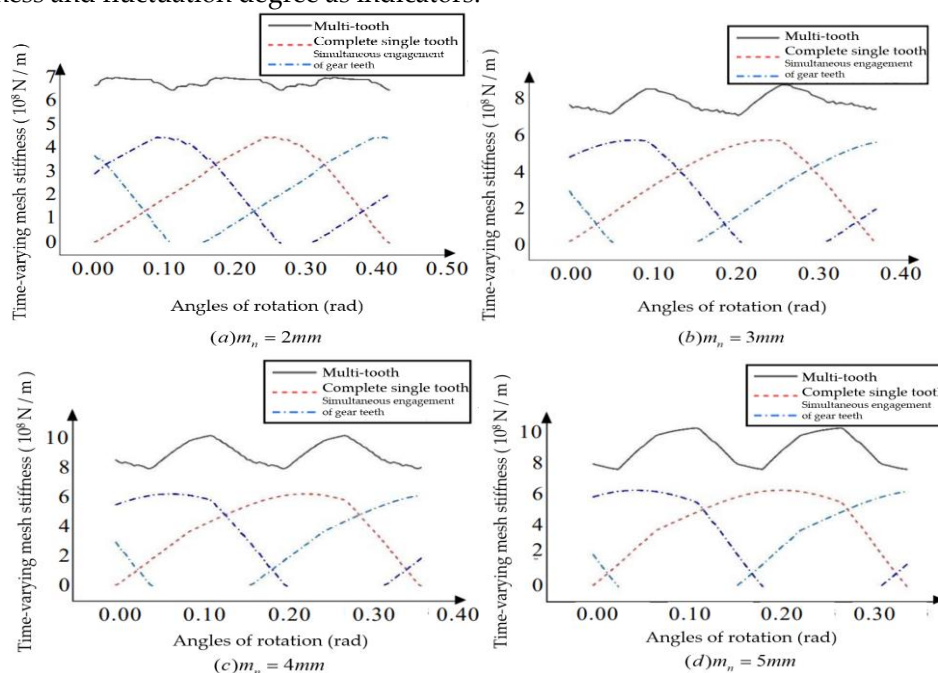 ness and fluctuation degree as indicators.
Multi-tooth
Complete single tooth
Simultaneous engagement
of gear teeth
Time-varying mesh stiffness ( 10⁸ N / m )
7
6
5
4
3
2
1
0
0.00 0.10 0.20 0.30 0.40 0.50
Angles of rotation (rad)
(a)mₙ = 2mm
Multi-tooth
Complete single tooth
Simultaneous engagement
of gear teeth
Time-varying mesh stiffness ( 10⁸ N / m )
8
6
4
2
0
0.00 0.10 0.20 0.30 0.40
Angles of rotation (rad)
(b)mₙ = 3mm
Multi-tooth
Complete single tooth
Simultaneous engagement
of gear teeth
Time-varying mesh stiffness ( 10⁸ N / m )
10
8
6
4
2
0
0.00 0.10 0.20 0.30 0.40
Angles of rotation (rad)
(c)mₙ = 4mm
Multi-tooth
Complete single tooth
Simultaneous engagement
of gear teeth
Time-varying mesh stiffness ( 10⁸ N / m )
10
8
6
4
2
0
0.00 0.10 0.20 0.30
Angles of rotation (rad)
(d)mₙ = 5mm